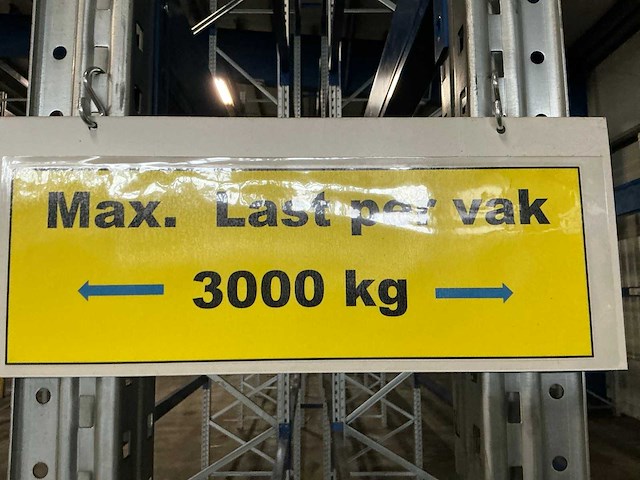 Max. Last per vak
3000 kg